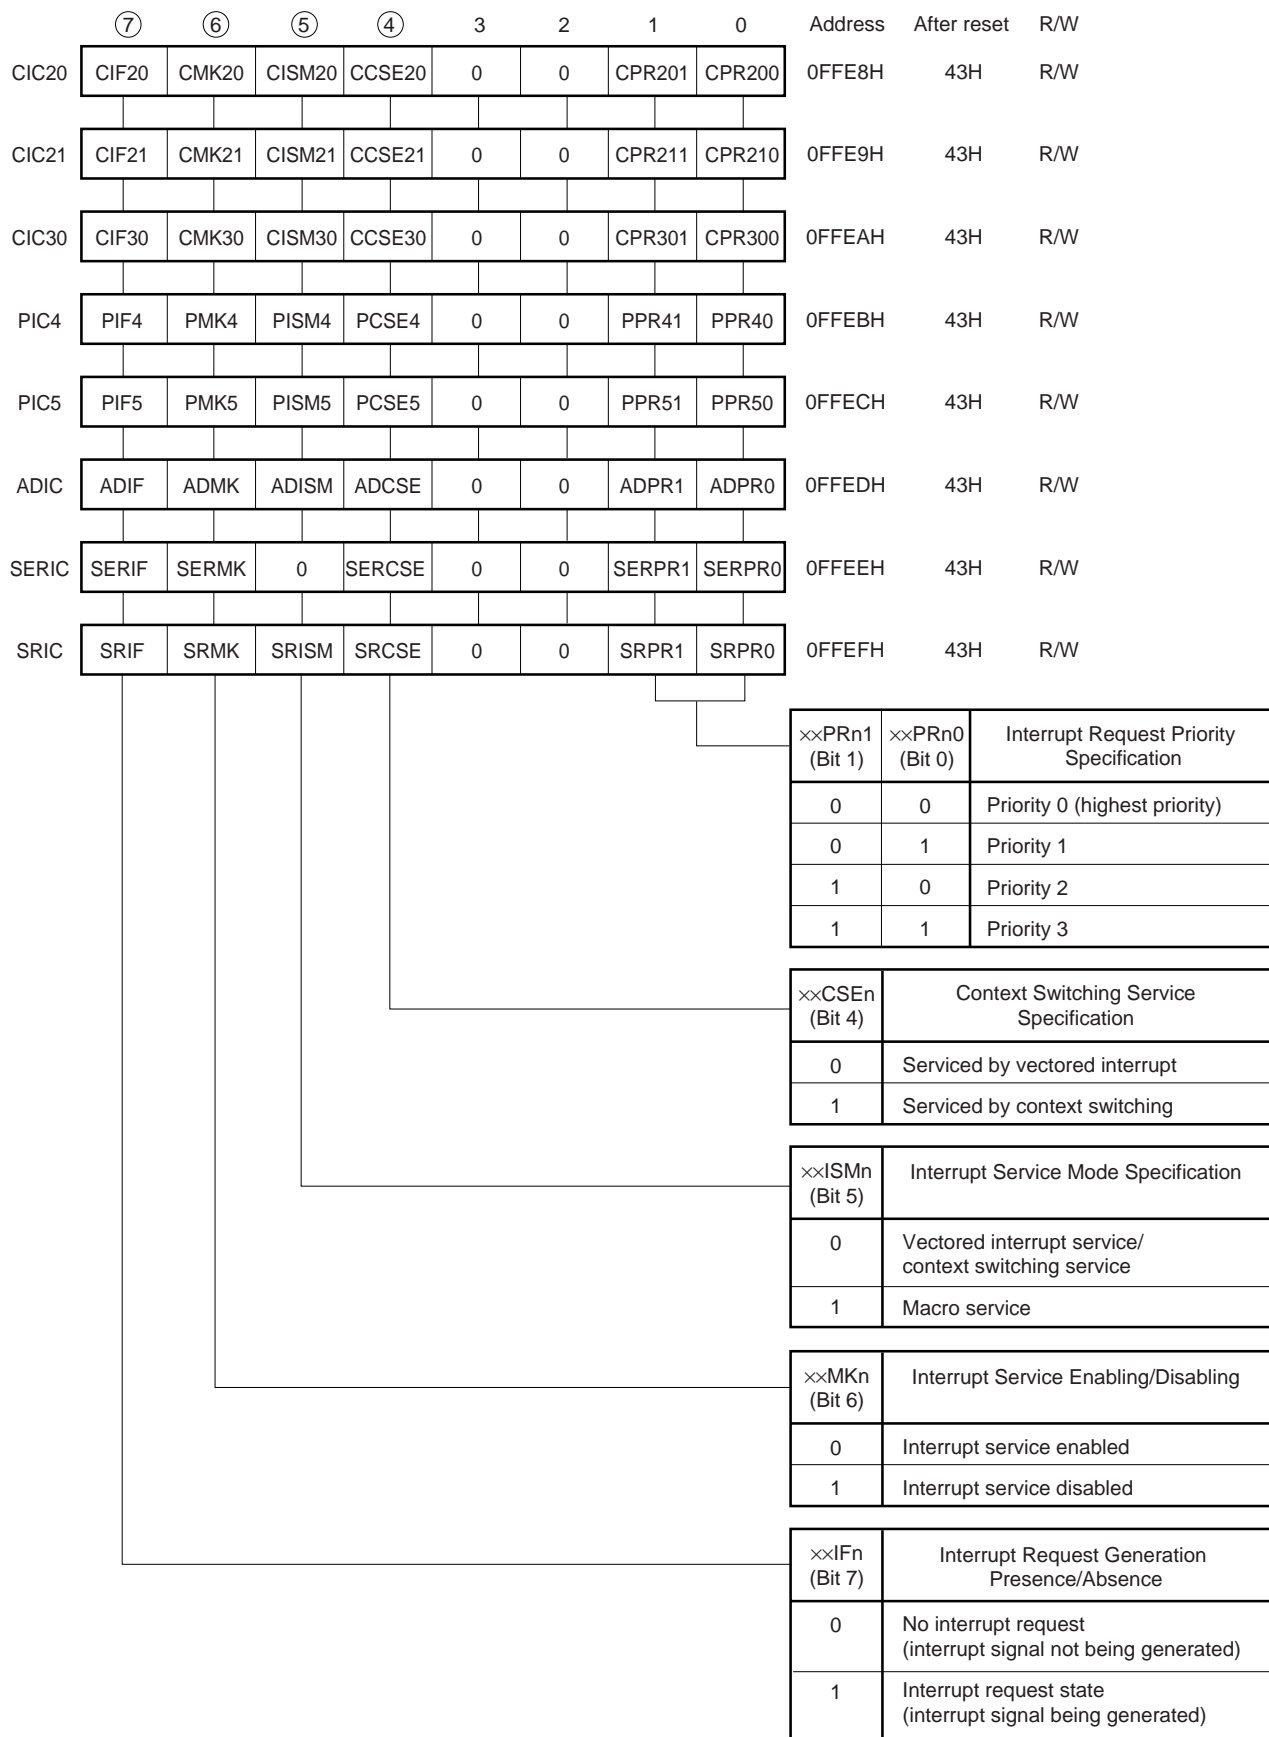 ⑦ ⑥ ⑤ ④ 3 2 1 0 Address After reset R/W
CIC20 CIF20 CMK20 CISM20 CCSE20 0 0 CPR201 CPR200 0FFE8H 43H R/W
CIC21 CIF21 CMK21 CISM21 CCSE21 0 0 CPR211 CPR210 0FFE9H 43H R/W
CIC30 CIF30 CMK30 CISM30 CCSE30 0 0 CPR301 CPR300 0FFEAH 43H R/W
PIC4 PIF4 PMK4 PISM4 PCSE4 0 0 PPR41 PPR40 0FFEBH 43H R/W
PIC5 PIF5 PMK5 PISM5 PCSE5 0 0 PPR51 PPR50 0FFECH 43H R/W
ADIC ADIF ADMK ADISM ADCSE 0 0 ADPR1 ADPR0 0FFEDH 43H R/W
SERIC SERIF SERMK 0 SERCSE 0 0 SERPR1 SERPR0 0FFEEH 43H R/W
SRIC SRIF SRMK SRISM SRCSE 0 0 SRPR1 SRPR0 0FFEFH 43H R/W
××PRn1 ××PRn0 Interrupt Request Priority
(Bit 1) (Bit 0) Specification
0 0 Priority 0 (highest priority)
0 1 Priority 1
1 0 Priority 2
1 1 Priority 3
××CSEn Context Switching Service
(Bit 4) Specification
0 Serviced by vectored interrupt
1 Serviced by context switching
××ISMn Interrupt Service Mode Specification
(Bit 5)
0 Vectored interrupt service/
context switching service
1 Macro service
××MKn Interrupt Service Enabling/Disabling
(Bit 6)
0 Interrupt service enabled
1 Interrupt service disabled
××IFn Interrupt Request Generation
(Bit 7) Presence/Absence
0 No interrupt request
(interrupt signal not being generated)
1 Interrupt request state
(interrupt signal being generated)